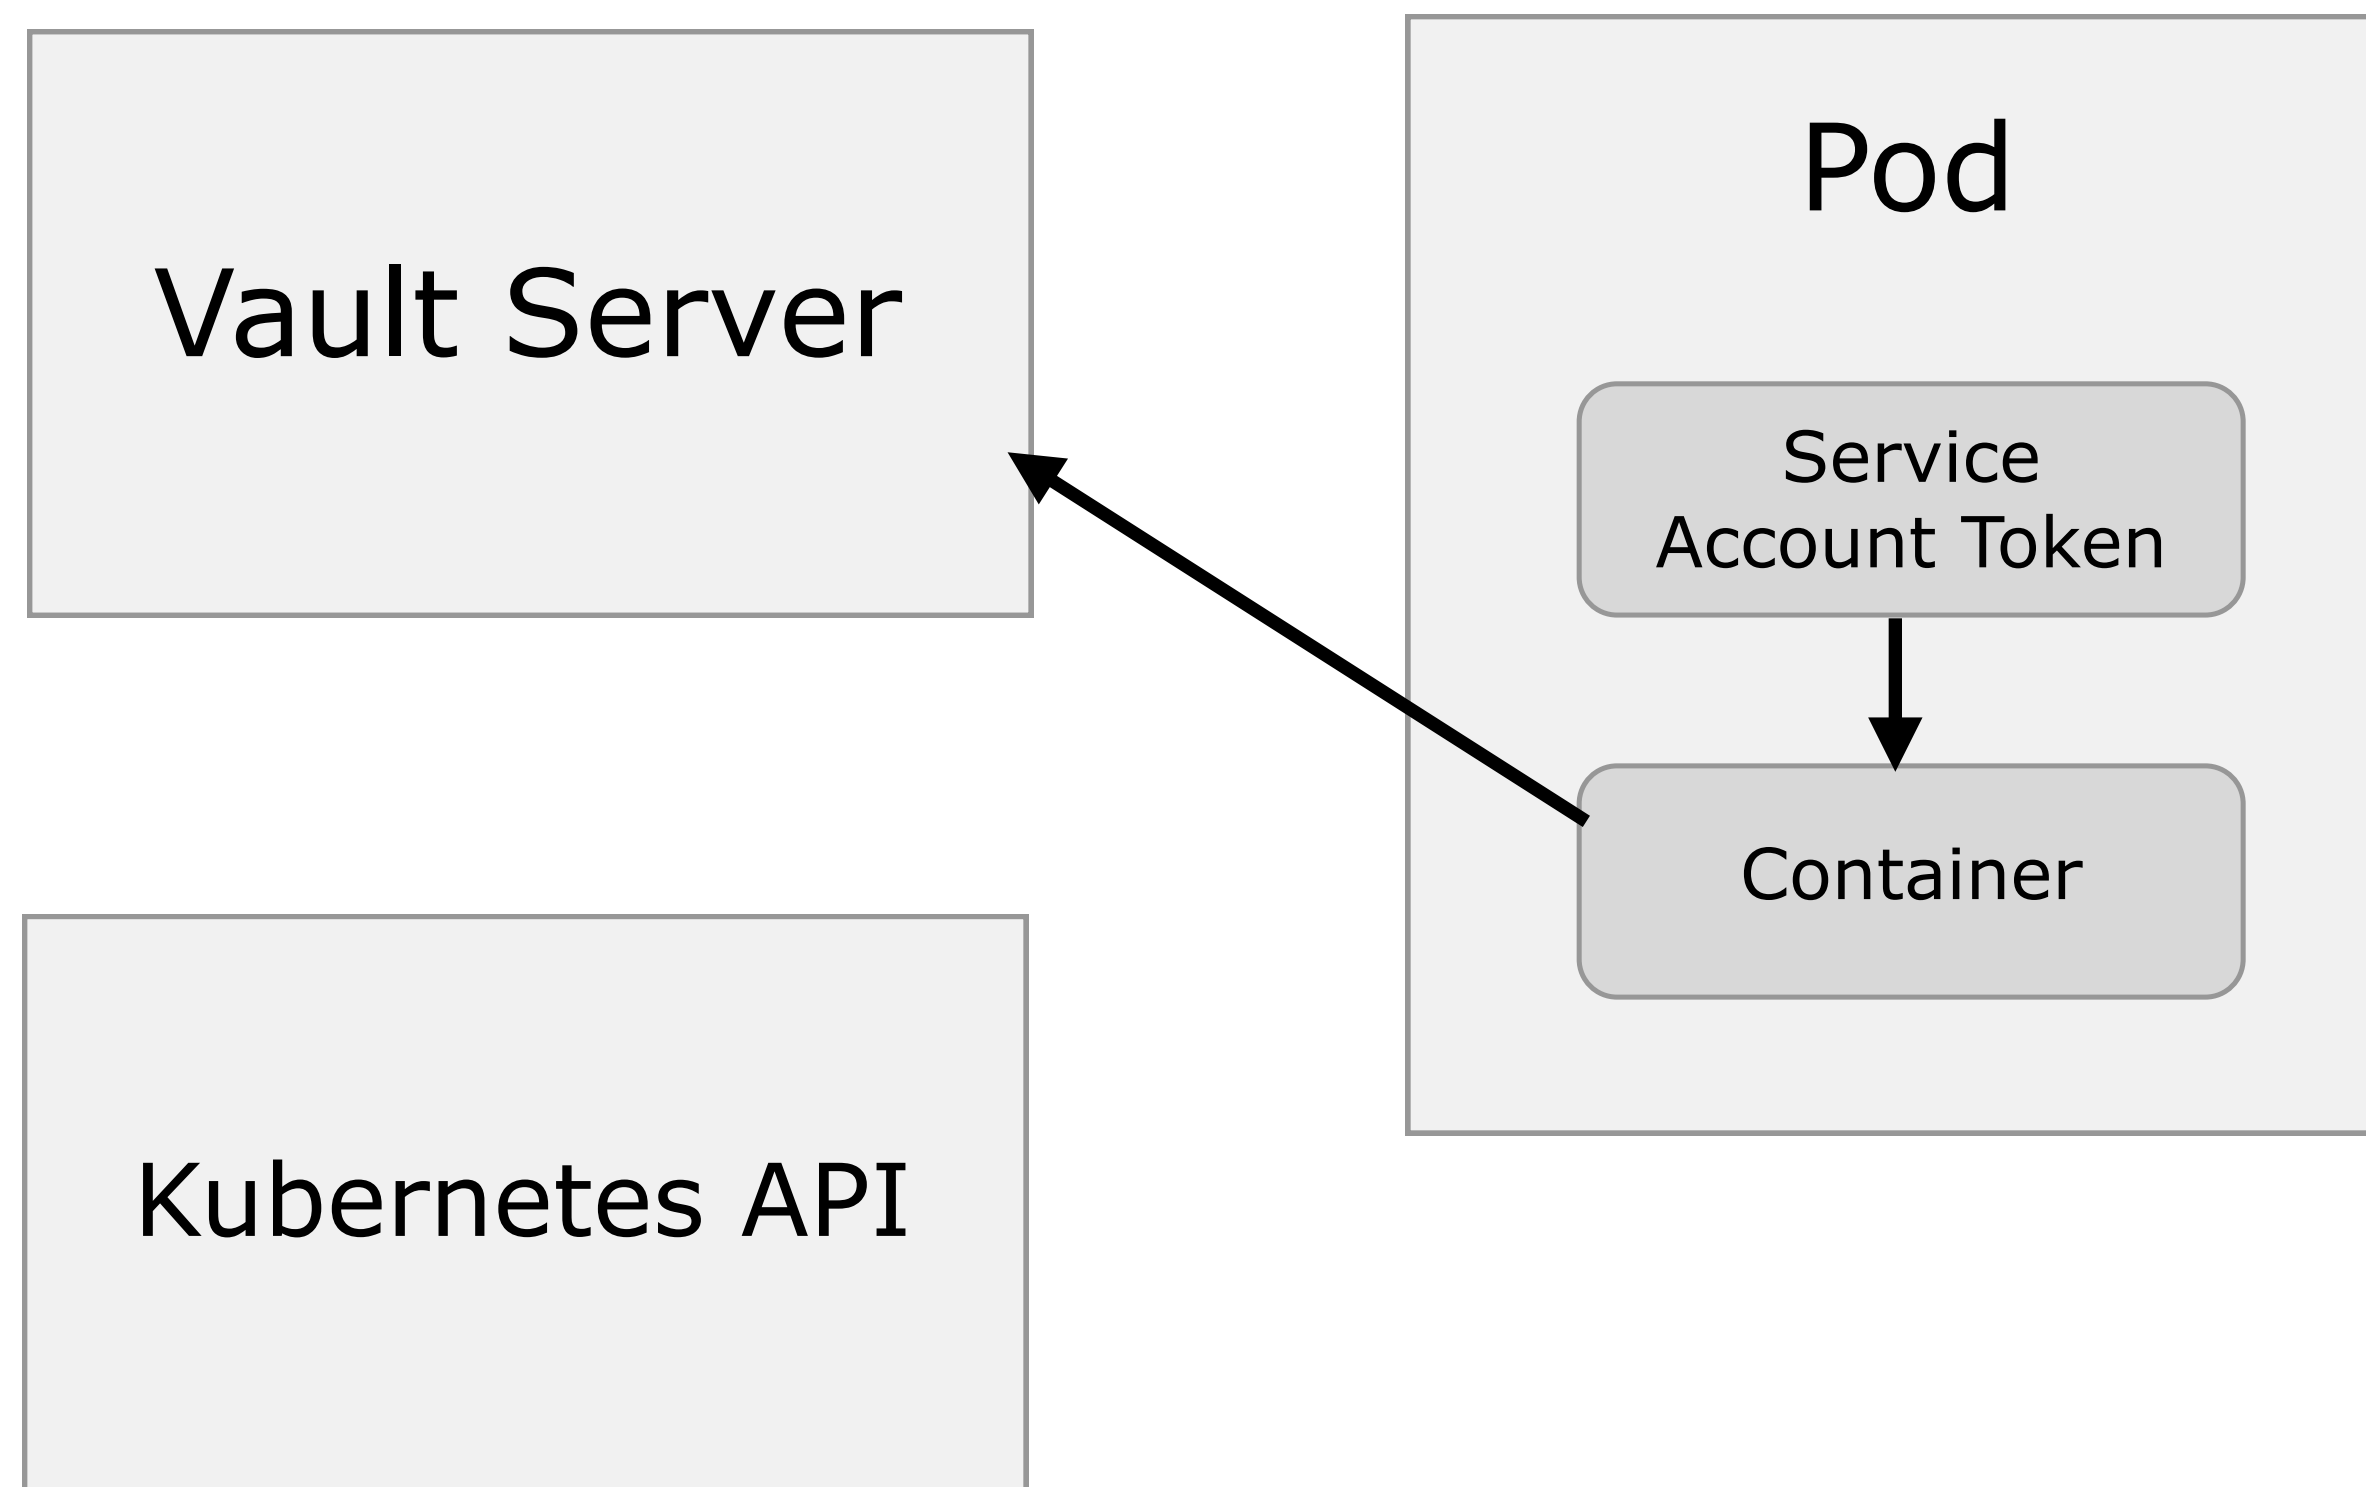 Vault Server
Pod
Service
Account Token
Container
Kubernetes API